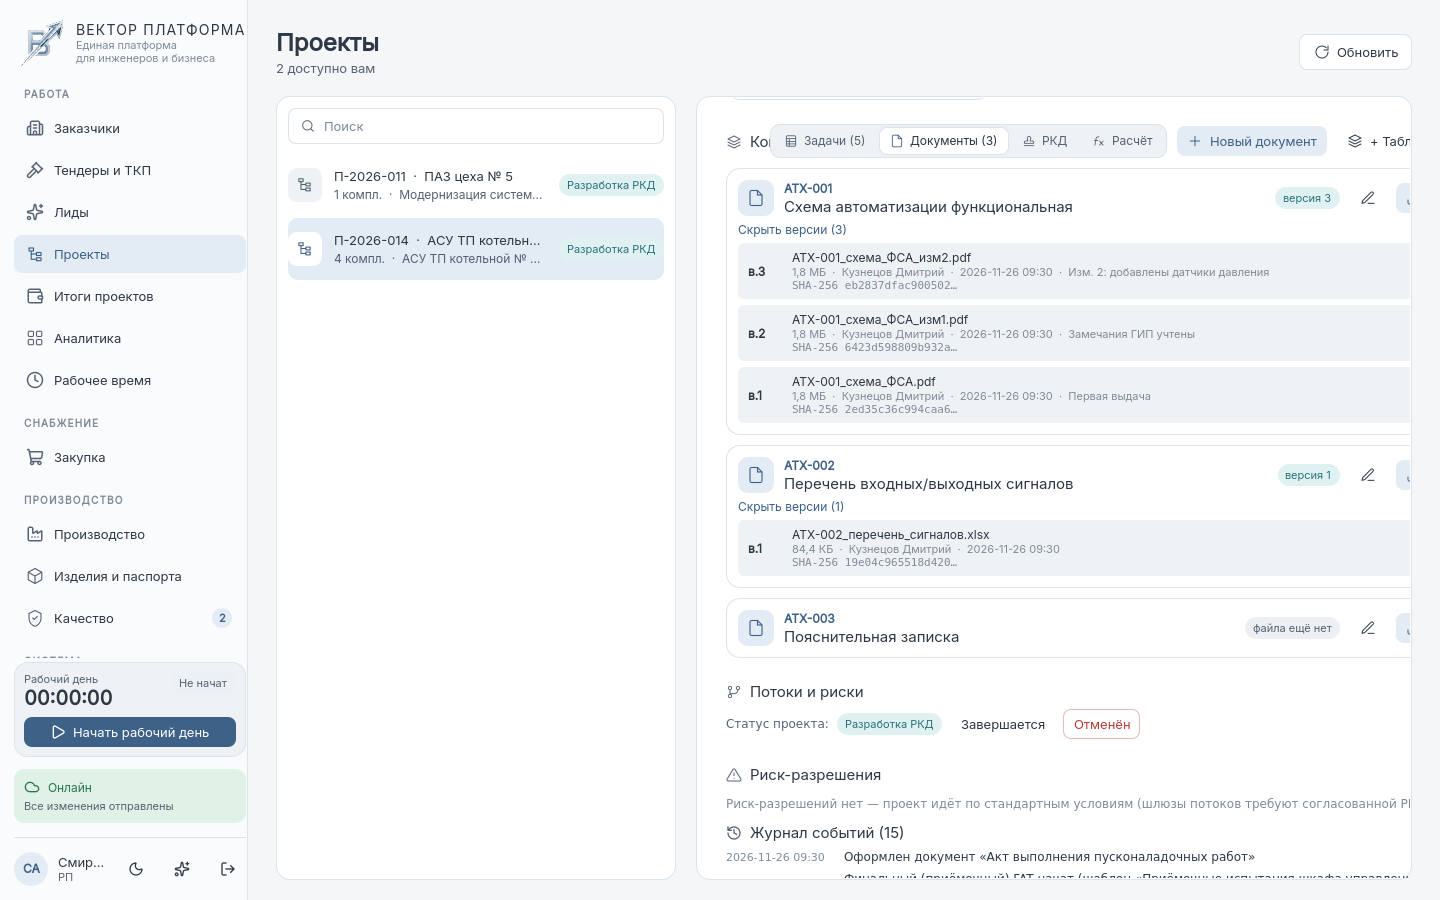 ВЕКТОР ПЛАТФОРМА
Единая платформа
для инженеров и бизнеса
РАБОТА
Заказчики
Тендеры и ТКП
Лиды
Проекты
Итоги проектов
Аналитика
Рабочее время
СНАБЖЕНИЕ
Закупка
ПРОИЗВОДСТВО
Производство
Изделия и паспорта
Качество 2
Рабочий день Не начат
00:00:00
Начать рабочий день
Онлайн
Все изменения отправлены
СА Смир...
РП
Проекты
2 доступно вам
Обновить
Поиск
П-2026-011 · ПАЗ цеха № 5
1 компл. · Модернизация систем...
Разработка РКД
П-2026-014 · АСУ ТП котельн...
4 компл. · АСУ ТП котельной № ...
Разработка РКД
Задачи (5) Документы (3) РКД Расчёт Новый документ
АТХ-001
Схема автоматизации функциональная
версия 3
Скрыть версии (3)
в.3
АТХ-001_схема_ФСА_изм2.pdf
1,8 МБ · Кузнецов Дмитрий · 2026-11-26 09:30 · Изм. 2: добавлены датчики давления
SHA-256 eb2837dfac900502…
в.2
АТХ-001_схема_ФСА_изм1.pdf
1,8 МБ · Кузнецов Дмитрий · 2026-11-26 09:30 · Замечания ГИП учтены
SHA-256 6423d598809b932a…
в.1
АТХ-001_схема_ФСА.pdf
1,8 МБ · Кузнецов Дмитрий · 2026-11-26 09:30 · Первая выдача
SHA-256 2ed35c36c994caa6…
АТХ-002
Перечень входных/выходных сигналов
версия 1
Скрыть версии (1)
в.1
АТХ-002_перечень_сигналов.xlsx
84,4 КБ · Кузнецов Дмитрий · 2026-11-26 09:30
SHA-256 19e04c965518d420…
АТХ-003
Пояснительная записка
файла ещё нет
Потоки и риски
Статус проекта: Разработка РКД Завершается Отменён
Риск-разрешения
Риск-разрешений нет — проект идёт по стандартным условиям (шлюзы потоков требуют согласованной
Журнал событий (15)
2026-11-26 09:30 Оформлен документ «Акт выполнения пусконаладочных работ»